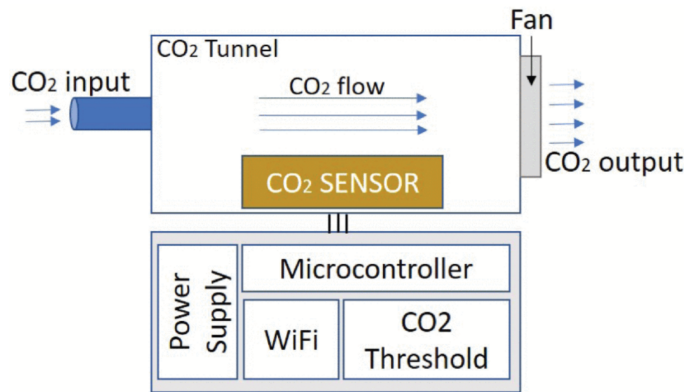 Fan
CO₂ Tunnel
CO₂ input
CO₂ flow
CO₂ output
CO₂ SENSOR
Power
Supply
Microcontroller
WiFi
CO2
Threshold